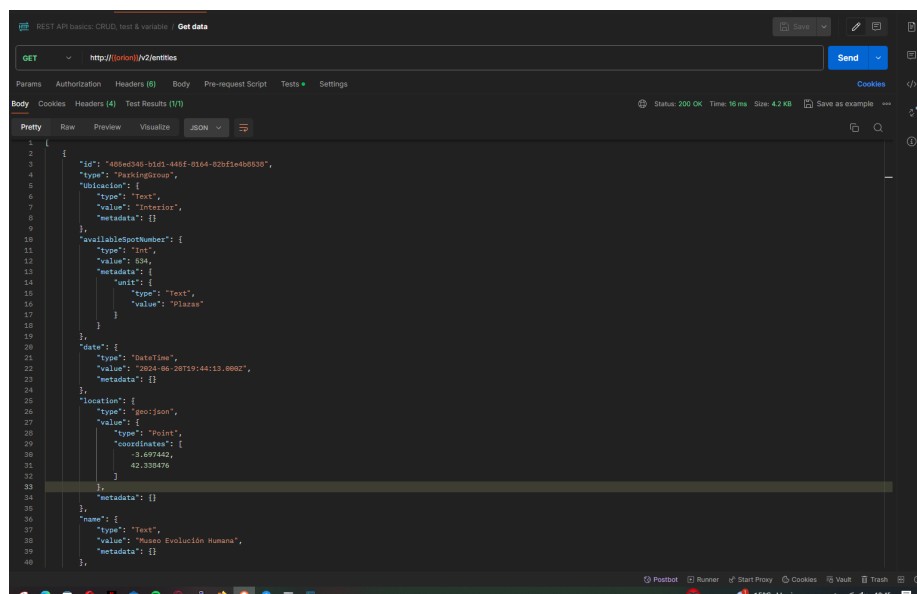 REST API basics: CRUD, test & variable / Get data
Save
GET http://{{orion}}/v2/entities Send
Params Authorization Headers (6) Body Pre-request Script Tests Settings Cookies
Body Cookies Headers (4) Test Results (1/1) Status: 200 OK Time: 16 ms Size: 4.2 KB Save as example
Pretty Raw Preview Visualize JSON
1 [
2 {
3 "id": "485ed345-b1d1-445f-8164-82bf1e4b8538",
4 "type": "ParkingGroup",
5 "Ubicacion": {
6 "type": "Text",
7 "value": "Interior",
8 "metadata": {}
9 },
10 "availableSpotNumber": {
11 "type": "Int",
12 "value": 534,
13 "metadata": {
14 "unit": {
15 "type": "Text",
16 "value": "Plazas"
17 }
18 }
19 },
20 "date": {
21 "type": "DateTime",
22 "value": "2024-06-20T19:44:13.000Z",
23 "metadata": {}
24 },
25 "location": {
26 "type": "geo:json",
27 "value": {
28 "type": "Point",
29 "coordinates": [
30 -3.697442,
31 42.338476
32 ]
33 },
34 "metadata": {}
35 },
36 "name": {
37 "type": "Text",
38 "value": "Museo Evolución Humana",
39 "metadata": {}
40 },
Postbot Runner Start Proxy Cookies Vault Trash